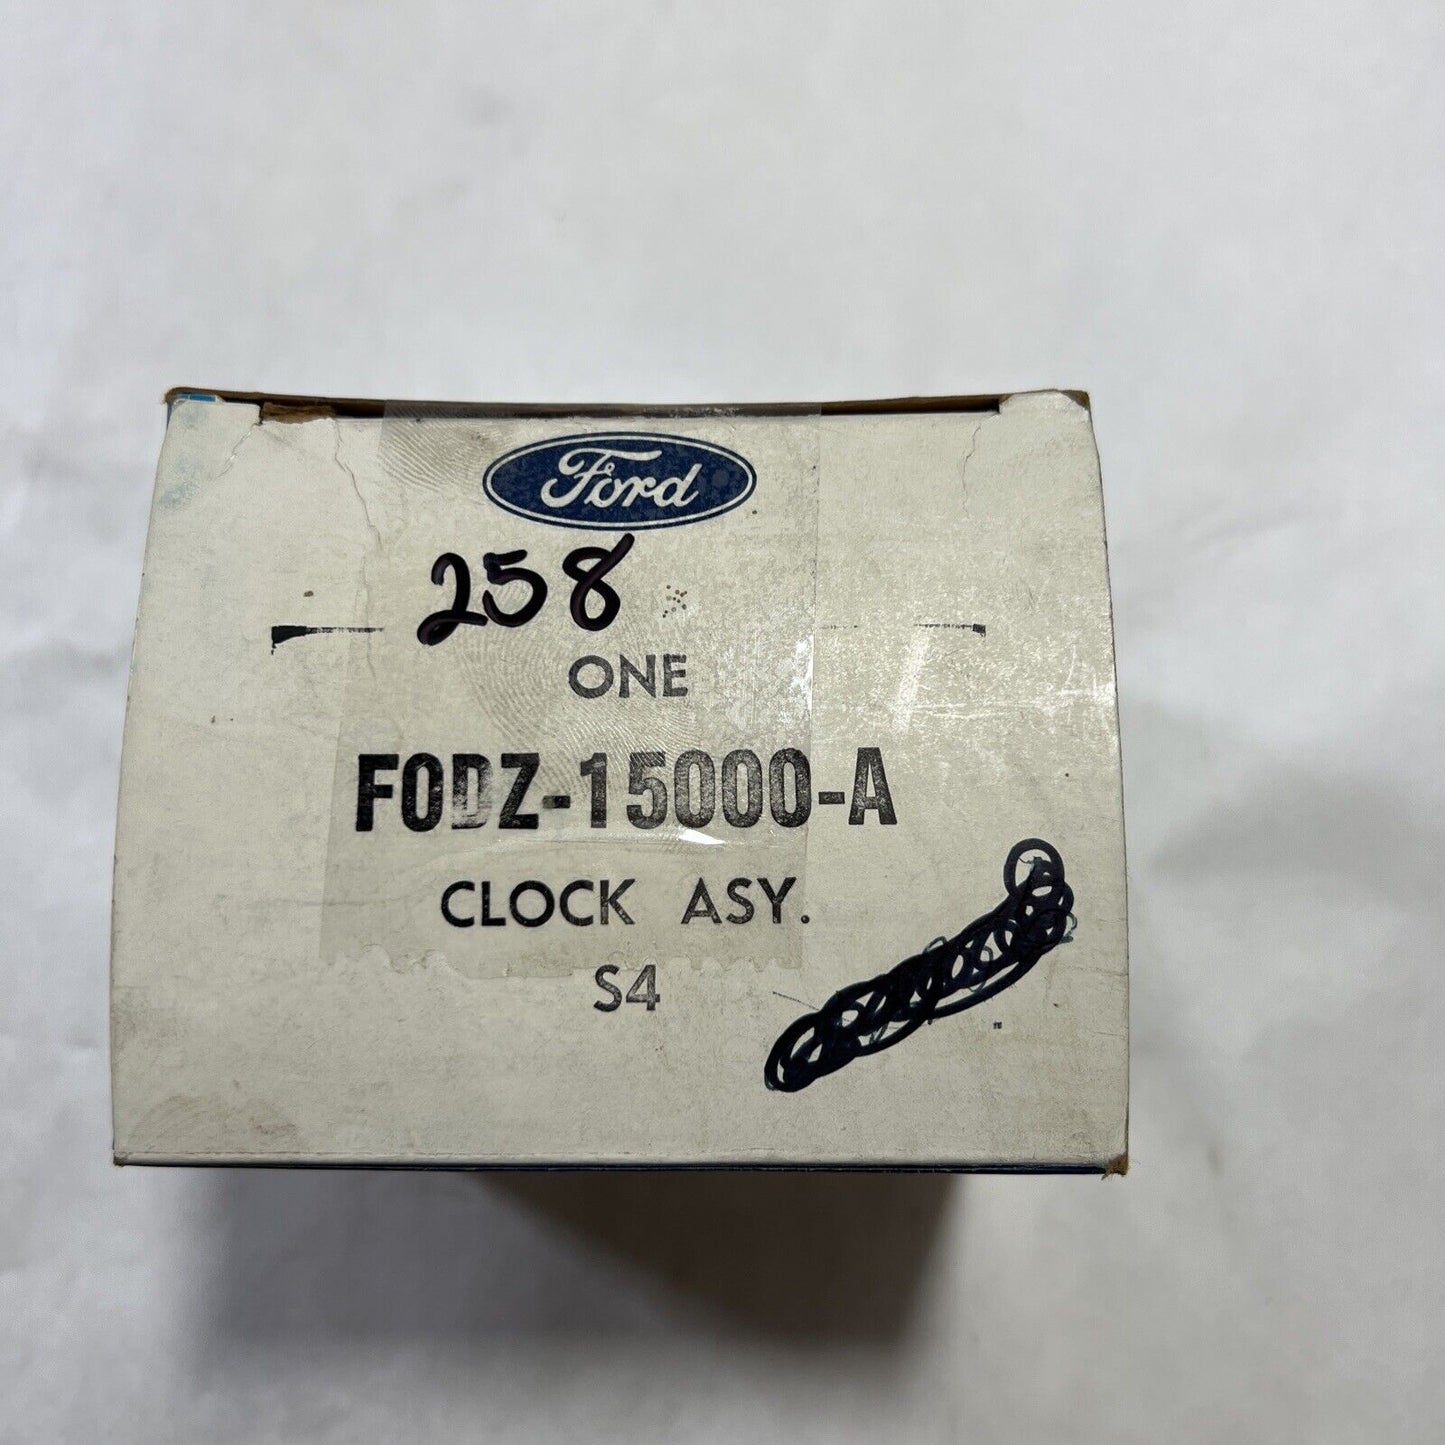 Ford
258
ONE
F0DZ-15000-A
CLOCK ASY.
S4